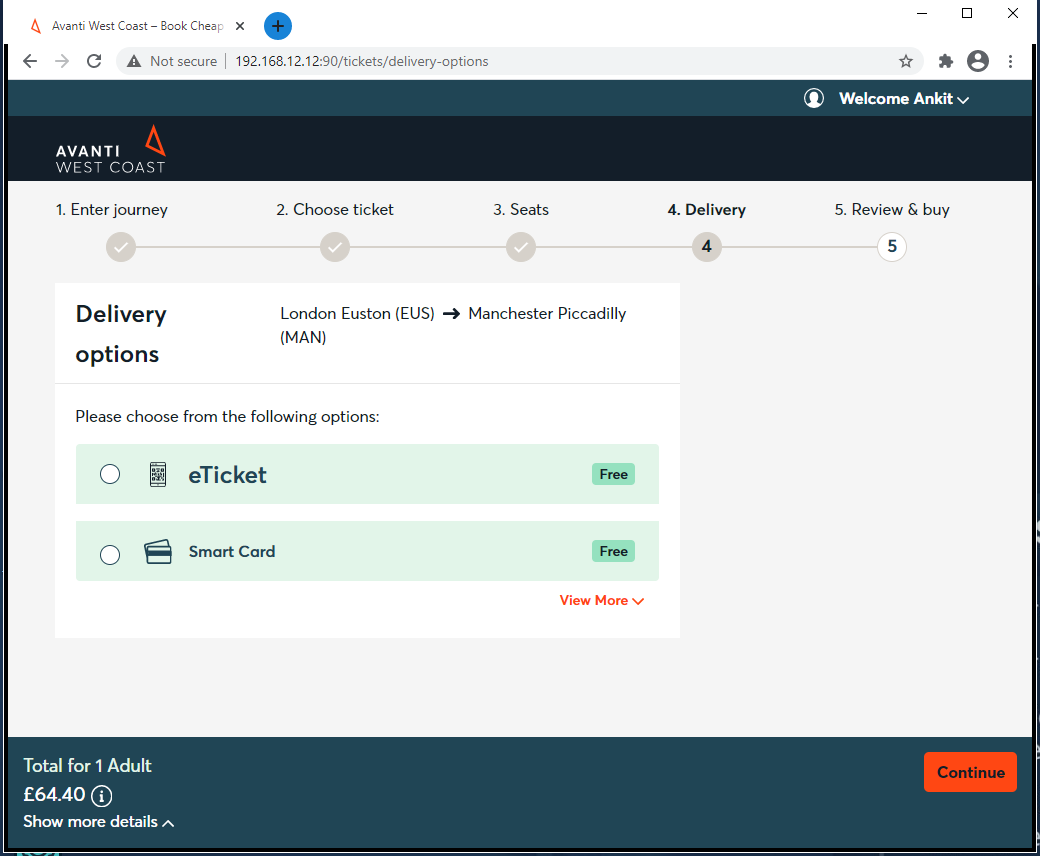 Avanti West Coast – Book Cheap
Not secure
192.168.12.12:90/tickets/delivery-options
Welcome Ankit
AVANTI
WEST COAST
1. Enter journey
2. Choose ticket
3. Seats
4. Delivery
5. Review & buy
4
5
Delivery
options
London Euston (EUS) → Manchester Piccadilly
(MAN)
Please choose from the following options:
eTicket
Free
Smart Card
Free
View More
Total for 1 Adult
£64.40
Show more details
Continue